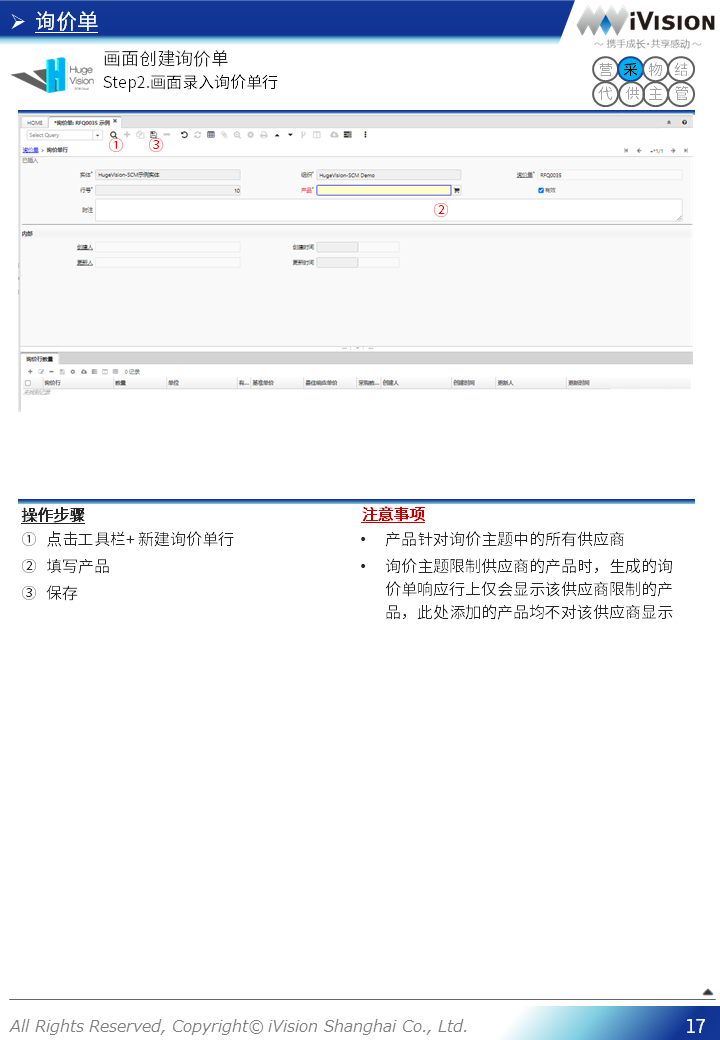 ➢ 询价单
iVISION
～ 携手成长·共享感动 ～
Huge
Vision
画面创建询价单
Step2.画面录入询价单行
营 采 物 结
代 供 主 管
HOME *询价单: RFQ0035 示例 ×
Select Query
① ③
询价单 > 询价单行
*1/1
已插入
实体* HugeVision-SCM示例实体 组织* HugeVision-SCM Demo 询价单* RFQ0035
行号* 10 产品* 有效
附注 ②
内部
创建人 创建时间
更新人 更新时间
询价行数量
0 记录
询价行 数量 单位 有... 基准单价 最佳响应单价 采购数... 创建人 创建时间 更新人 更新时间
操作步骤
① 点击工具栏+ 新建询价单行
② 填写产品
③ 保存
注意事项
• 产品针对询价主题中的所有供应商
• 询价主题限制供应商的产品时，生成的询
价单响应行上仅会显示该供应商限制的产
品，此处添加的产品均不对该供应商显示
All Rights Reserved, Copyright© iVision Shanghai Co., Ltd.
17